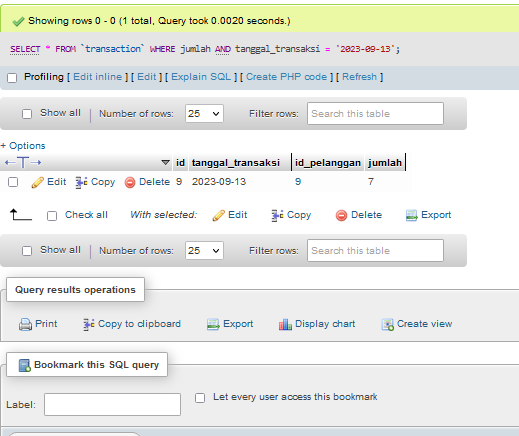 Showing rows 0 - 0 (1 total, Query took 0.0020 seconds.)
SELECT * FROM `transaction` WHERE jumlah AND tanggal_transaksi = '2023-09-13';
Profiling [ Edit inline ] [ Edit ] [ Explain SQL ] [ Create PHP code ] [ Refresh ]
Show all | Number of rows: 25 Filter rows: Search this table
+ Options
←T→ ▼ id tanggal_transaksi id_pelanggan jumlah
Edit Copy Delete 9 2023-09-13 9 7
Check all With selected: Edit Copy Delete Export
Show all | Number of rows: 25 Filter rows: Search this table
Query results operations
Print Copy to clipboard Export Display chart Create view
Bookmark this SQL query
Label: Let every user access this bookmark